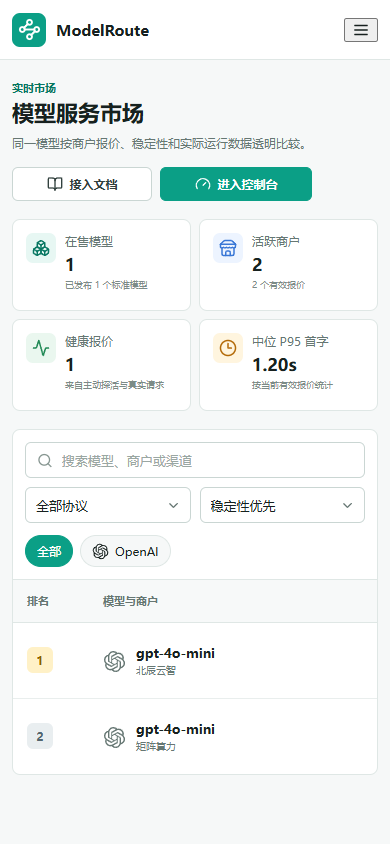 ModelRoute
实时市场
模型服务市场
同一模型按商户报价、稳定性和实际运行数据透明比较。
接入文档
进入控制台
在售模型
1
已发布 1 个标准模型
活跃商户
2
2 个有效报价
健康报价
1
来自主动探活与真实请求
中位 P95 首字
1.20s
按当前有效报价统计
搜索模型、商户或渠道
全部协议
稳定性优先
全部
OpenAI
排名 模型与商户
1
gpt-4o-mini
北辰云智
2
gpt-4o-mini
矩阵算力